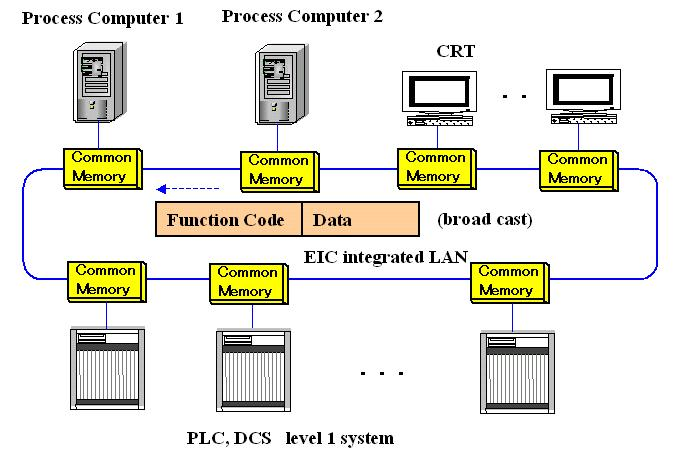 Process Computer 1
Process Computer 2
CRT
. .
Common
Memory
Common
Memory
Common
Memory
Common
Memory
Function Code
Data
(broad cast)
EIC integrated LAN
Common
Memory
Common
Memory
Common
Memory
. . .
PLC, DCS level 1 system